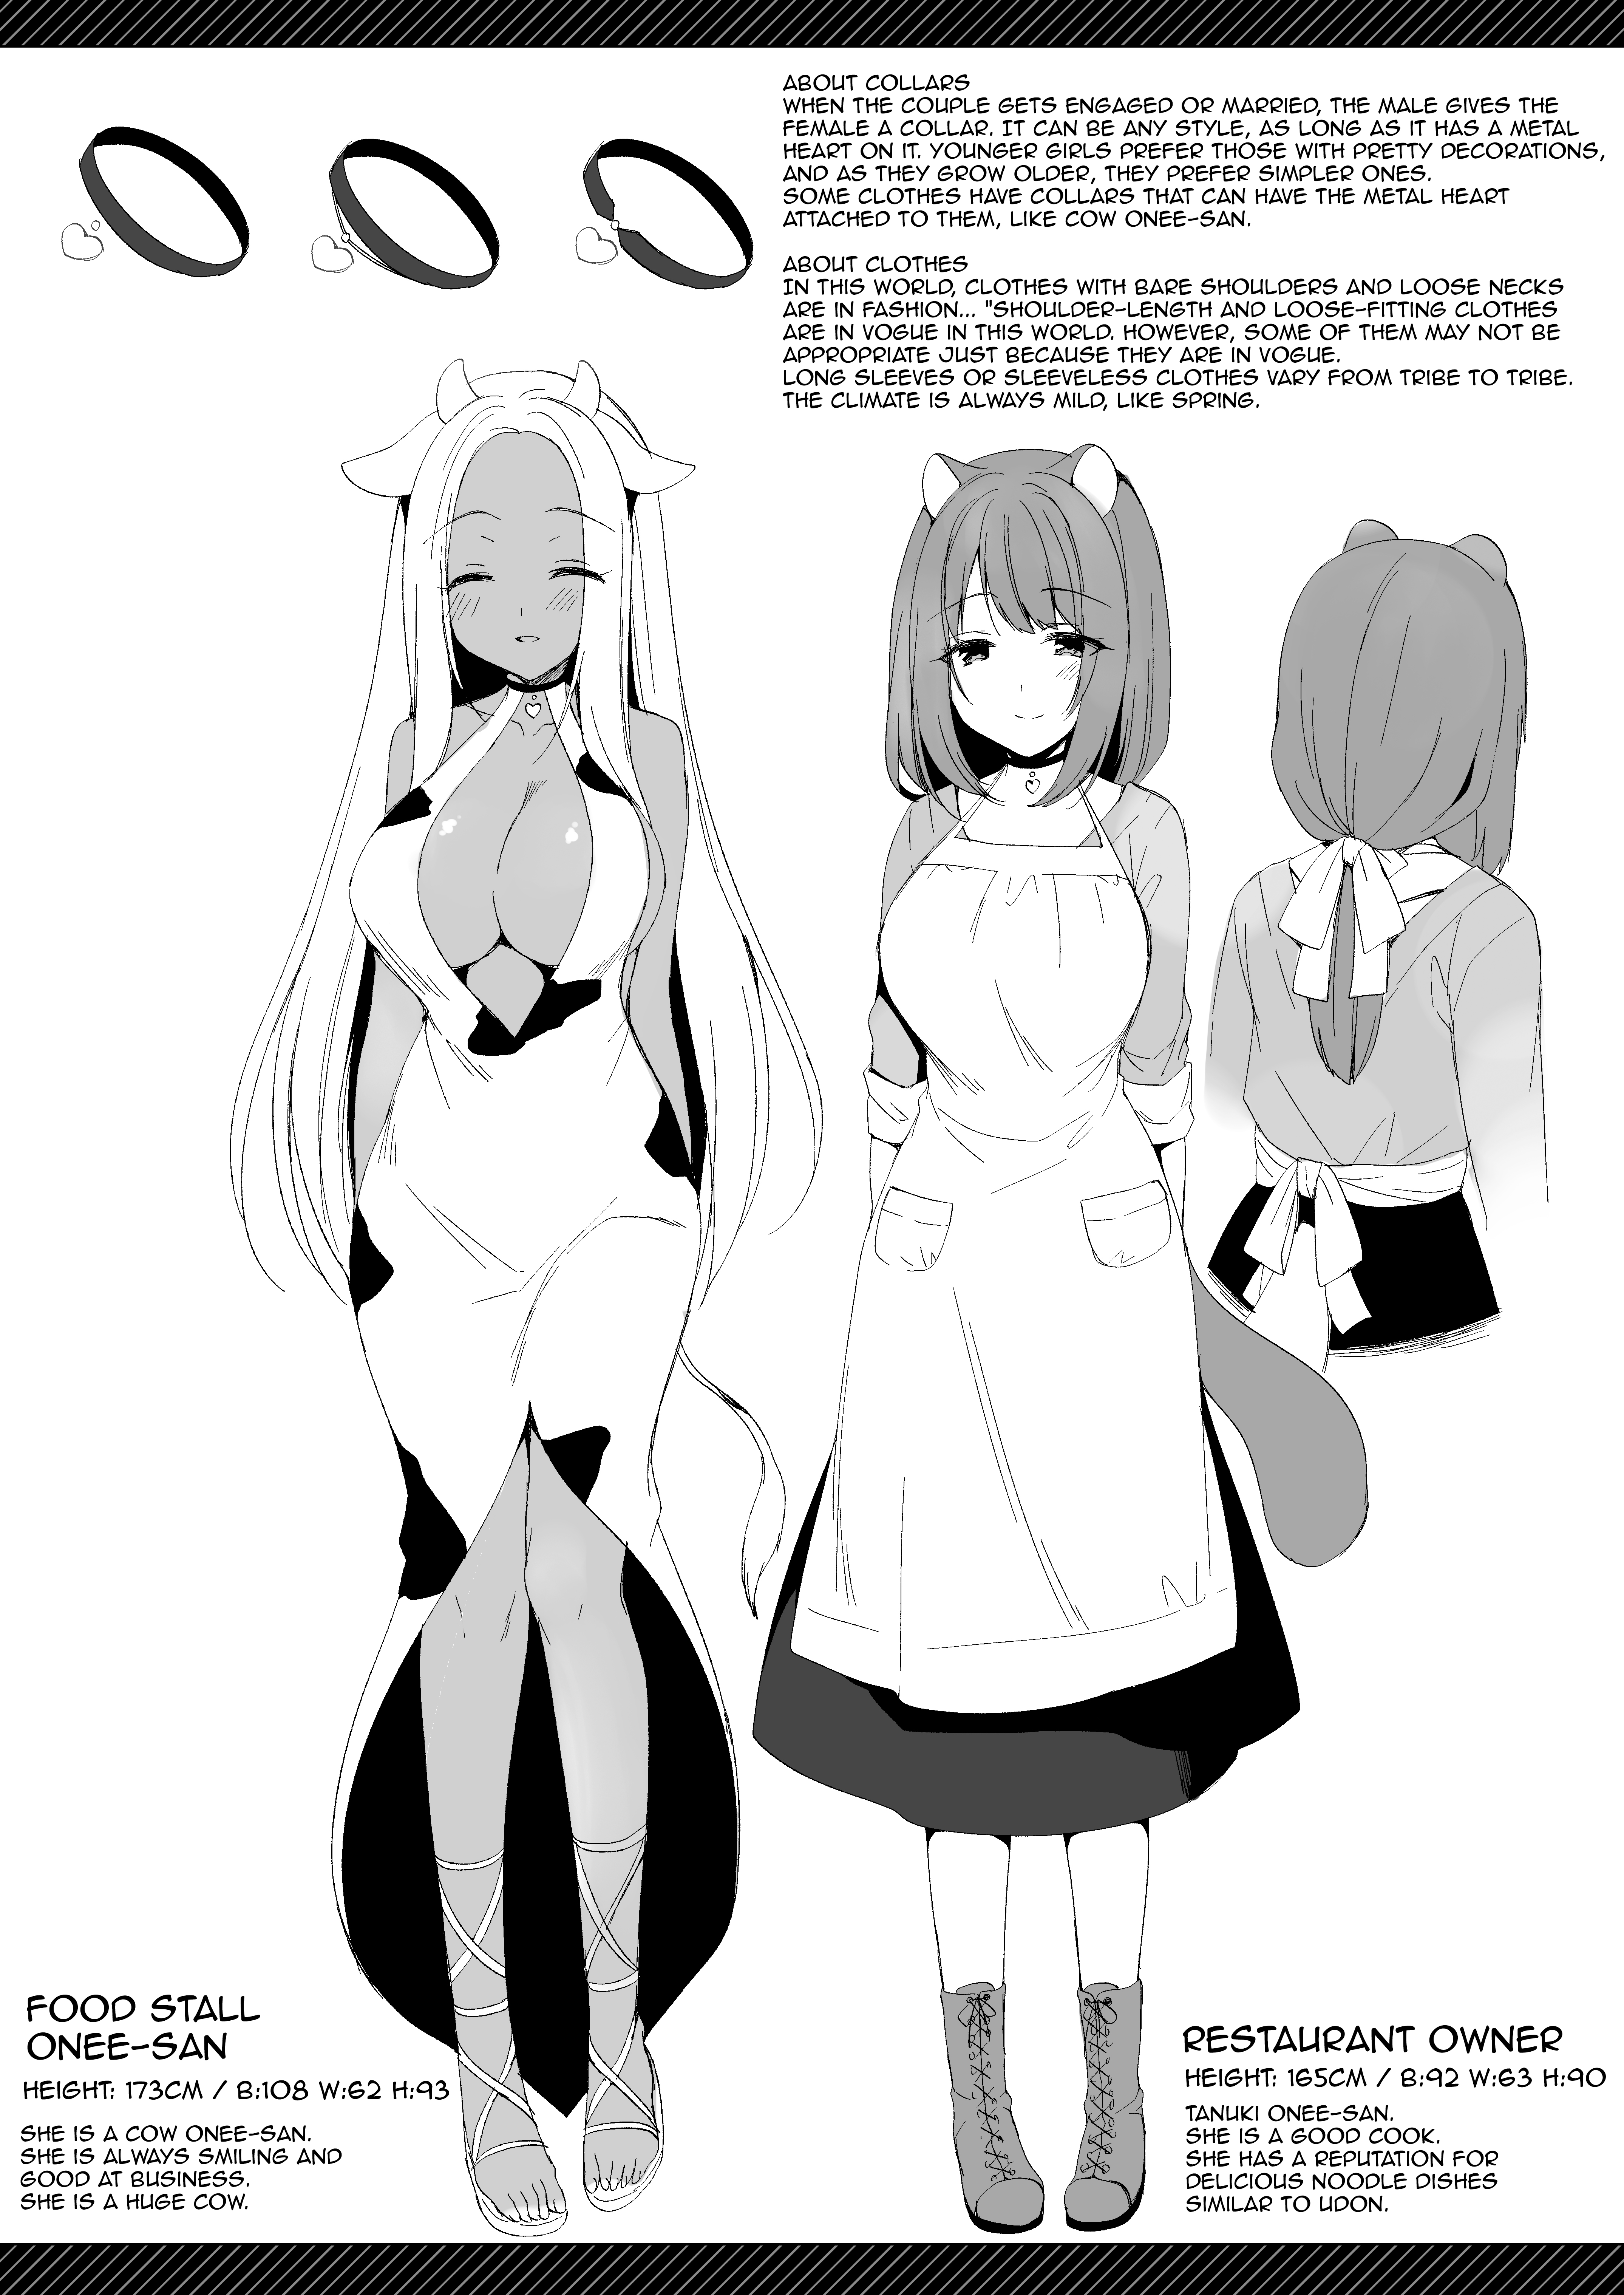 ABOUT COLLARS
WHEN THE COUPLE GETS ENGAGED OR MARRIED, THE MALE GIVES THE
FEMALE A COLLAR. IT CAN BE ANY STYLE, AS LONG AS IT HAS A METAL
HEART ON IT. YOUNGER GIRLS PREFER THOSE WITH PRETTY DECORATIONS,
AND AS THEY GROW OLDER, THEY PREFER SIMPLER ONES.
SOME CLOTHES HAVE COLLARS THAT CAN HAVE THE METAL HEART
ATTACHED TO THEM, LIKE COW ONEE-SAN.
ABOUT CLOTHES
IN THIS WORLD, CLOTHES WITH BARE SHOULDERS AND LOOSE NECKS
ARE IN FASHION... "SHOULDER-LENGTH AND LOOSE-FITTING CLOTHES
ARE IN VOGUE IN THIS WORLD. HOWEVER, SOME OF THEM MAY NOT BE
APPROPRIATE JUST BECAUSE THEY ARE IN VOGUE.
LONG SLEEVES OR SLEEVELESS CLOTHES VARY FROM TRIBE TO TRIBE.
THE CLIMATE IS ALWAYS MILD, LIKE SPRING.
FOOD STALL
ONEE-SAN
HEIGHT: 173CM / B:108 W:62 H:93
SHE IS A COW ONEE-SAN.
SHE IS ALWAYS SMILING AND
GOOD AT BUSINESS.
SHE IS A HUGE COW.
RESTAURANT OWNER
HEIGHT: 165CM / B:92 W:63 H:90
TANUKI ONEE-SAN.
SHE IS A GOOD COOK.
SHE HAS A REPUTATION FOR
DELICIOUS NOODLE DISHES
SIMILAR TO UDON.